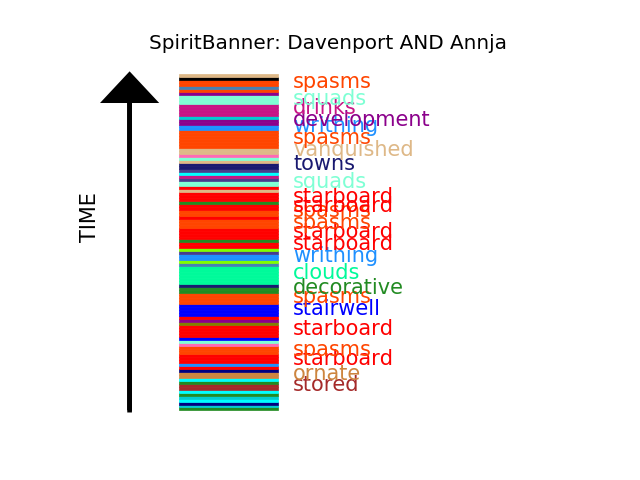 SpiritBanner: Davenport AND Annja
spasms
squads
drinks
development
writhing
spasms
vanquished
towns
squads
starboard
starboard
spasms
spasms
starboard
starboard
writhing
clouds
decorative
spasms
stairwell
starboard
spasms
starboard
ornate
stored
TIME